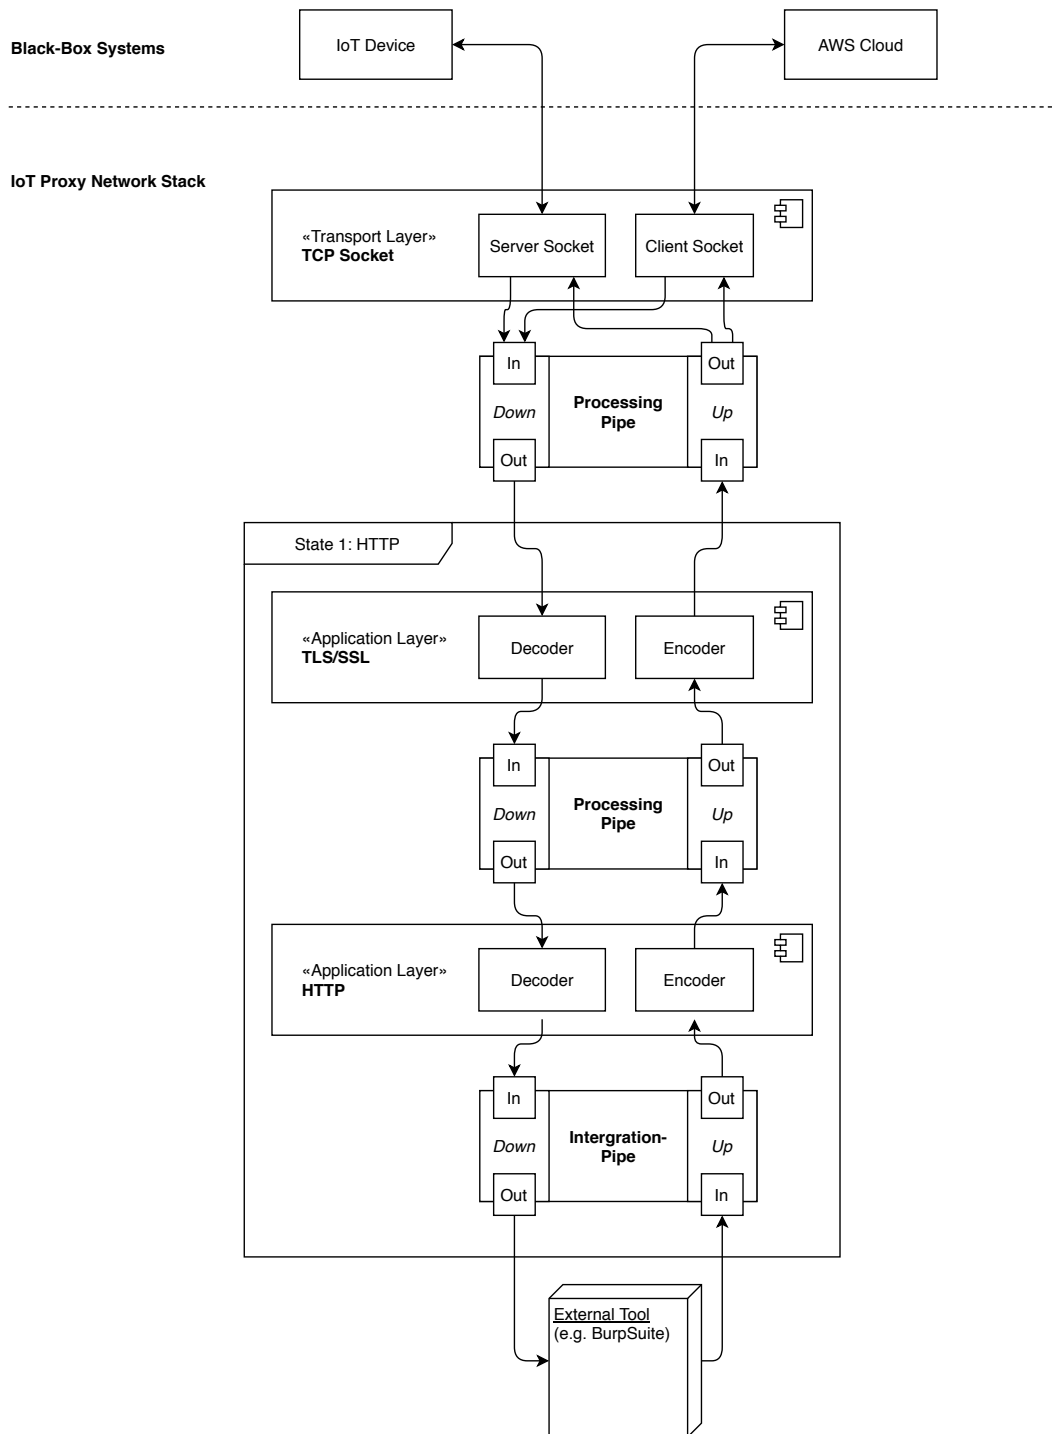 Black-Box Systems
IoT Device
AWS Cloud
IoT Proxy Network Stack
«Transport Layer»
TCP Socket
Server Socket
Client Socket
In
Out
Down
Processing
Pipe
Up
Out
In
State 1: HTTP
«Application Layer»
TLS/SSL
Decoder
Encoder
In
Out
Down
Processing
Pipe
Up
Out
In
«Application Layer»
HTTP
Decoder
Encoder
In
Out
Down
Intergration-
Pipe
Up
Out
In
External Tool
(e.g. BurpSuite)